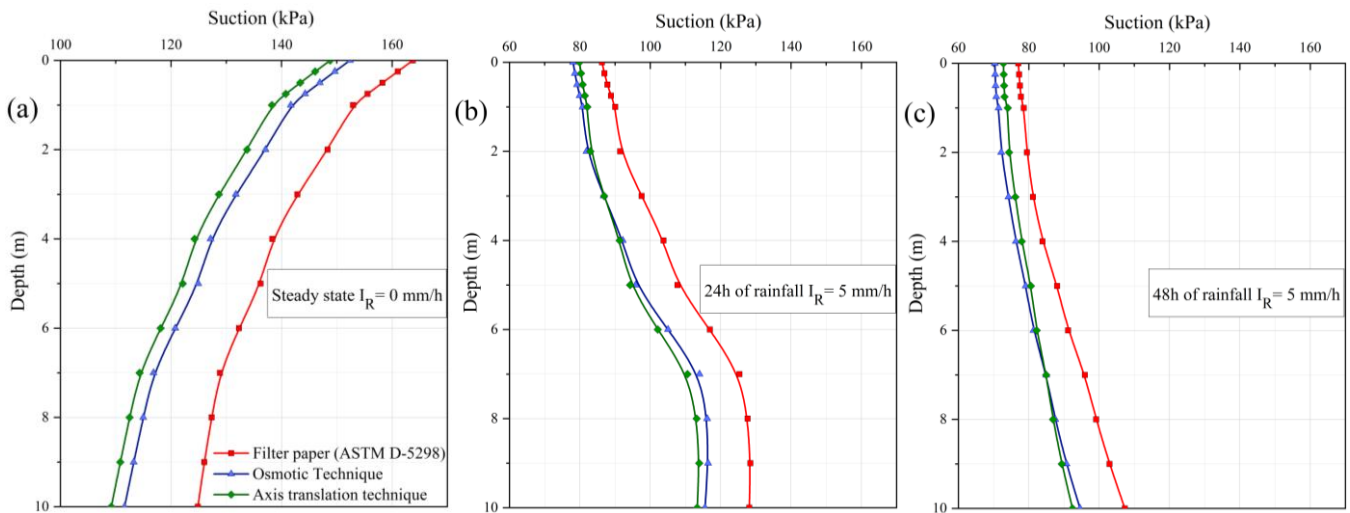 Suction (kPa)
100 120 140 160
0
2
4
6
8
10
Depth (m)
(a)
Steady state I_R= 0 mm/h
Filter paper (ASTM D-5298)
Osmotic Technique
Axis translation technique
Suction (kPa)
60 80 100 120 140 160
0
2
4
6
8
10
Depth (m)
(b)
24h of rainfall I_R= 5 mm/h
Suction (kPa)
60 80 100 120 140 160
0
2
4
6
8
10
Depth (m)
(c)
48h of rainfall I_R= 5 mm/h